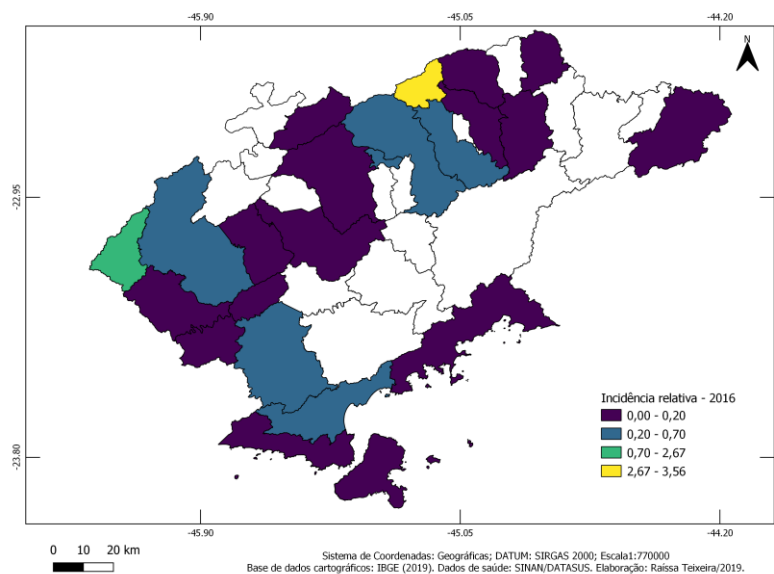 -45.90 -45.05 -44.20
N
-22.95
Incidência relativa - 2016
0,00 - 0,20
0,20 - 0,70
0,70 - 2,67
2,67 - 3,56
-23.80
-45.90 -45.05 -44.20
0 10 20 km
Sistema de Coordenadas: Geográficas; DATUM: SIRGAS 2000; Escala1:770000
Base de dados cartográficos: IBGE (2019). Dados de saúde: SINAN/DATASUS. Elaboração: Raíssa Teixeira/2019.